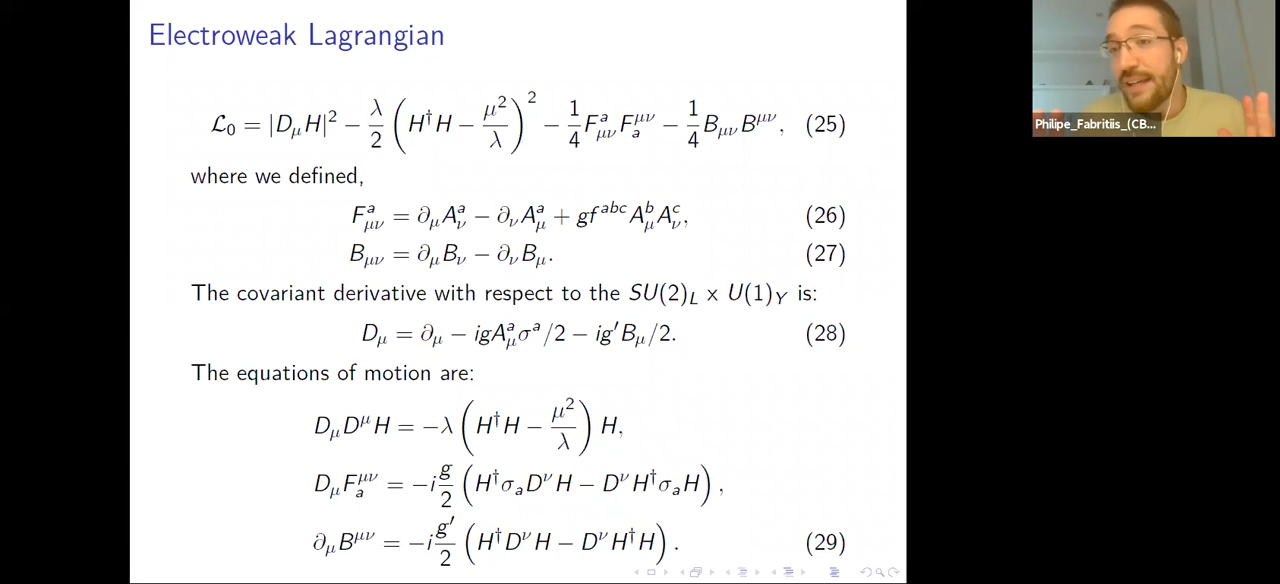 Electroweak Lagrangian
ℒ₀ = |D_μH|² − λ/2 (H†H − μ²/λ)² − 1/4 F^a_{μν}F_a^{μν} − 1/4 B_{μν}B^{μν}, (25)
where we defined,
F^a_{μν} = ∂_μA^a_ν − ∂_νA^a_μ + gf^{abc}A^b_μA^c_ν, (26)
B_{μν} = ∂_μB_ν − ∂_νB_μ. (27)
The covariant derivative with respect to the SU(2)_L × U(1)_Y is:
D_μ = ∂_μ − igA^a_μσ^a/2 − ig′B_μ/2. (28)
The equations of motion are:
D_μD^μH = −λ (H†H − μ²/λ) H,
D_μF_a^{μν} = −i g/2 (H†σ_aD^νH − D^νH†σ_aH),
∂_μB^{μν} = −i g′/2 (H†D^νH − D^νH†H). (29)
Philipe_Fabritiis_(CB...